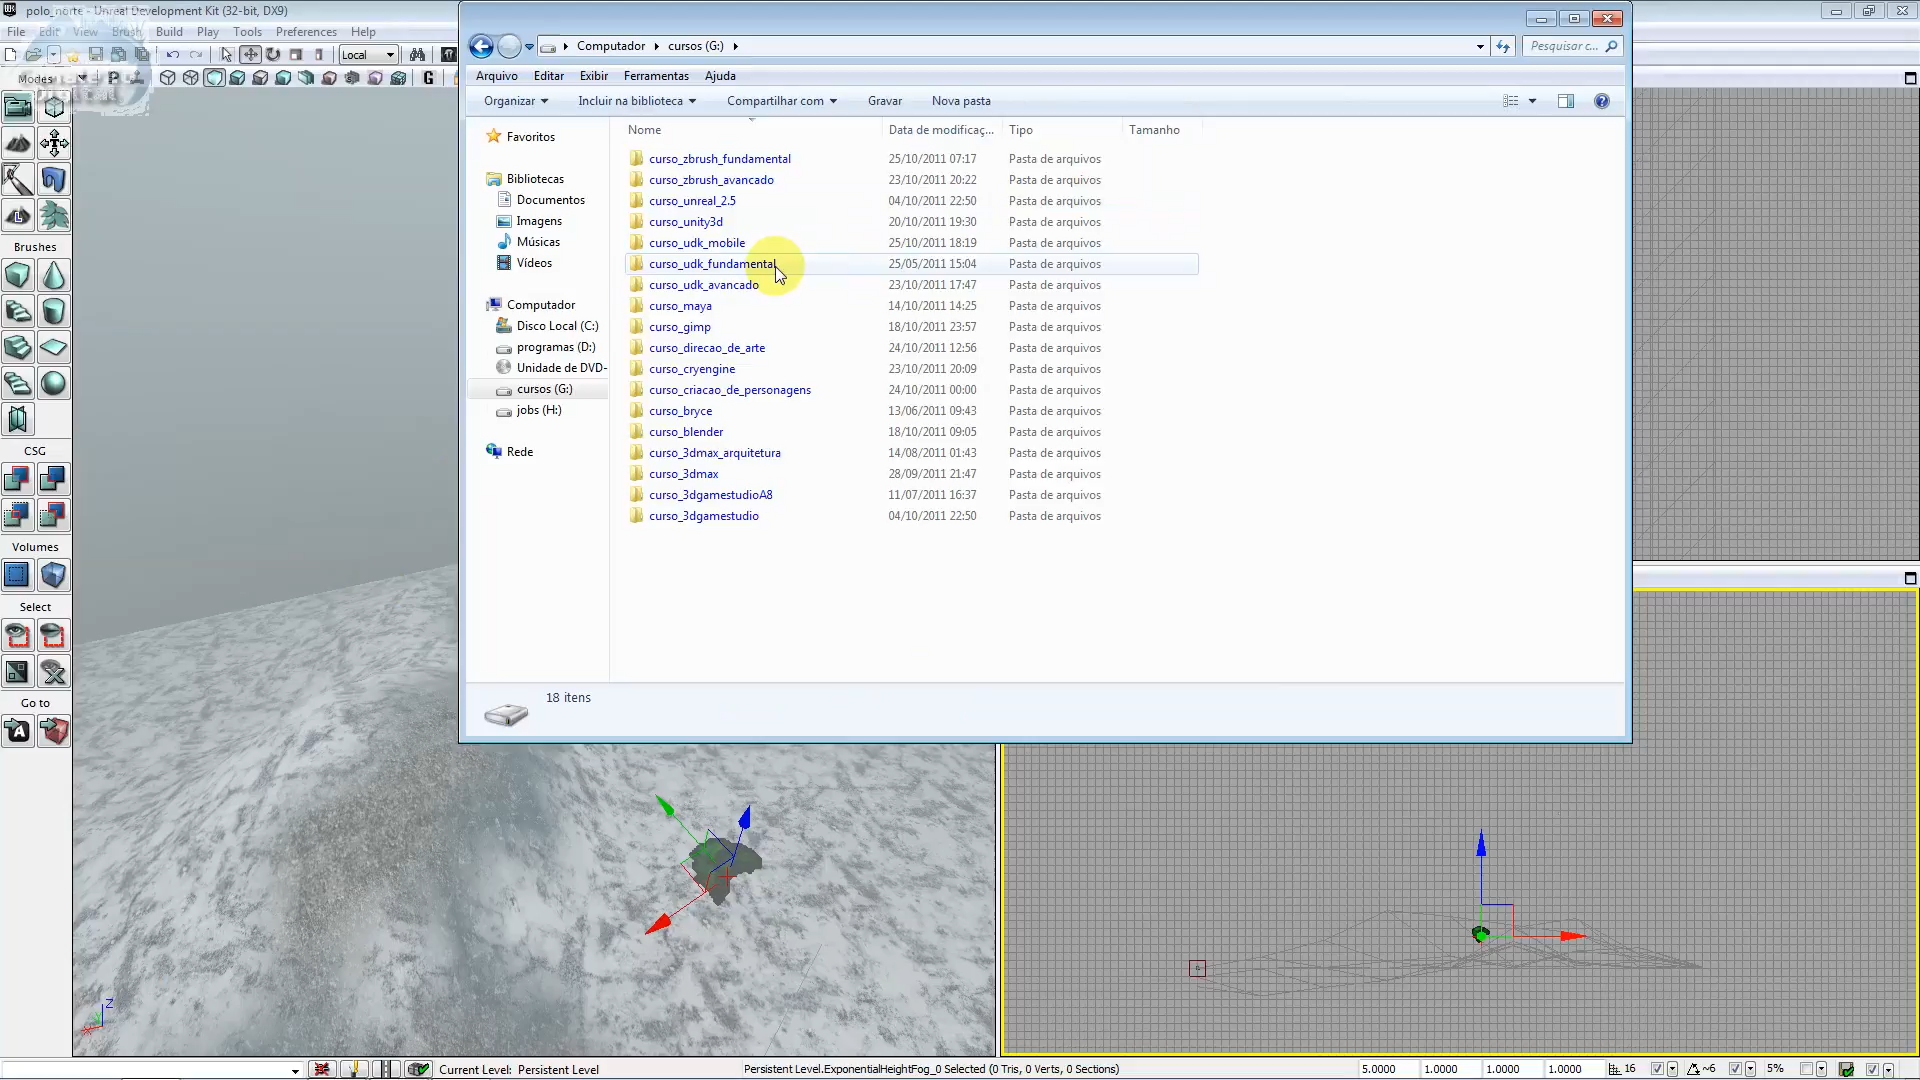 polo_norte - Unreal Development Kit (32-bit, DX9)
File Edit View Brush Build Play Tools Preferences Help
Local
Modes
G
Brushes
CSG
Volumes
Select
Go to
Computador cursos (G:)
Pesquisar c...
Arquivo Editar Exibir Ferramentas Ajuda
Organizar Incluir na biblioteca Compartilhar com Gravar Nova pasta
Favoritos
Bibliotecas
Documentos
Imagens
Músicas
Vídeos
Computador
Disco Local (C:)
programas (D:)
Unidade de DVD-
cursos (G:)
jobs (H:)
Rede
Nome Data de modificaç... Tipo Tamanho
curso_zbrush_fundamental 25/10/2011 07:17 Pasta de arquivos
curso_zbrush_avancado 23/10/2011 20:22 Pasta de arquivos
curso_unreal_2.5 04/10/2011 22:50 Pasta de arquivos
curso_unity3d 20/10/2011 19:30 Pasta de arquivos
curso_udk_mobile 25/10/2011 18:19 Pasta de arquivos
curso_udk_fundamental 25/05/2011 15:04 Pasta de arquivos
curso_udk_avancado 23/10/2011 17:47 Pasta de arquivos
curso_maya 14/10/2011 14:25 Pasta de arquivos
curso_gimp 18/10/2011 23:57 Pasta de arquivos
curso_direcao_de_arte 24/10/2011 12:56 Pasta de arquivos
curso_cryengine 23/10/2011 20:09 Pasta de arquivos
curso_criacao_de_personagens 24/10/2011 00:00 Pasta de arquivos
curso_bryce 13/06/2011 09:43 Pasta de arquivos
curso_blender 18/10/2011 09:05 Pasta de arquivos
curso_3dmax_arquitetura 14/08/2011 01:43 Pasta de arquivos
curso_3dmax 28/09/2011 21:47 Pasta de arquivos
curso_3dgamestudioA8 11/07/2011 16:37 Pasta de arquivos
curso_3dgamestudio 04/10/2011 22:50 Pasta de arquivos
18 itens
Z
X
Current Level: Persistent Level
Persistent Level.ExponentialHeightFog_0 Selected (0 Tris, 0 Verts, 0 Sections)
5.0000 1.0000 1.0000 1.0000 16 ~6 5%